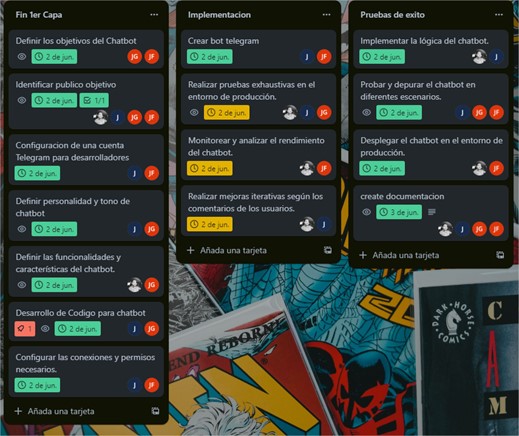 Fin 1er Capa
Definir los objetivos del Chatbot
2 de jun.
JG
JF
Identificar publico objetivo
2 de jun.
1/1
J
JG
JF
Configuracion de una cuenta
Telegram para desarrolladores
2 de jun.
J
JF
Definir personalidad y tono de
chatbot
2 de jun.
J
JG
Definir las funcionalidades y
características del chatbot.
2 de jun.
JG
Desarrollo de Codigo para chatbot
1
2 de jun.
J
JF
Configurar las conexiones y permisos
necesarios.
2 de jun.
J
JF
Añada una tarjeta
Implementacion
Crear bot telegram
2 de jun.
J
JF
Realizar pruebas exhaustivas en el
entorno de producción.
2 de jun.
J
JG
JF
Monitorear y analizar el rendimiento
del chatbot.
2 de jun.
JF
Realizar mejoras iterativas según los
comentarios de los usuarios.
2 de jun.
J
Añada una tarjeta
Pruebas de exito
Implementar la lógica del chatbot.
2 de jun.
J
Probar y depurar el chatbot en
diferentes escenarios.
2 de jun.
J
JG
JF
Desplegar el chatbot en el entorno de
producción.
2 de jun.
JF
create documentacion
3 de jun.
J
JG
JF
Añada una tarjeta
END REBORN
DARK HORSE
COMICS
C
A
M